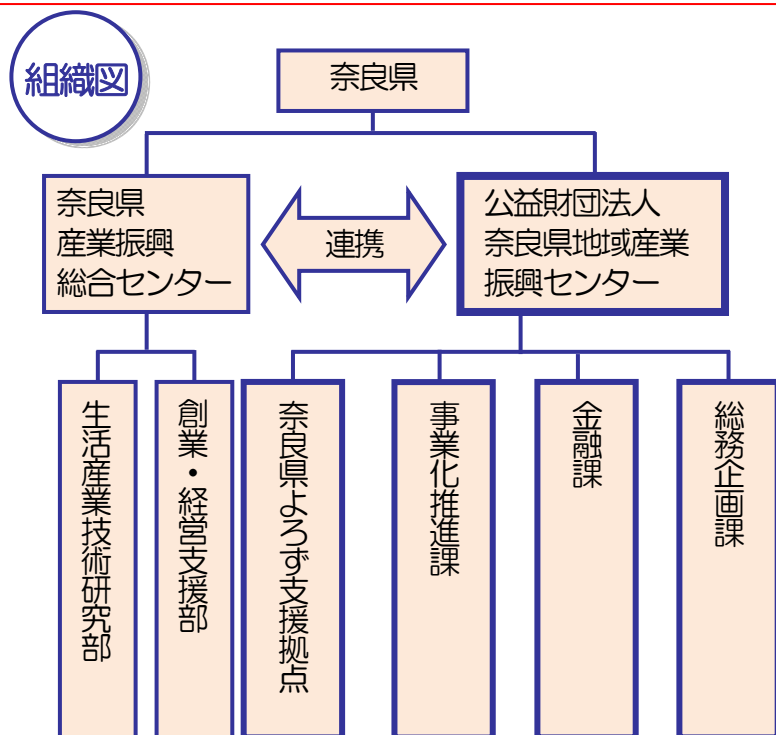 組織図
奈良県
奈良県
産業振興
総合センター
連携
公益財団法人
奈良県地域産業
振興センター
生活産業技術研究部
創業・経営支援部
奈良県よろず支援拠点
事業化推進課
金融課
総務企画課